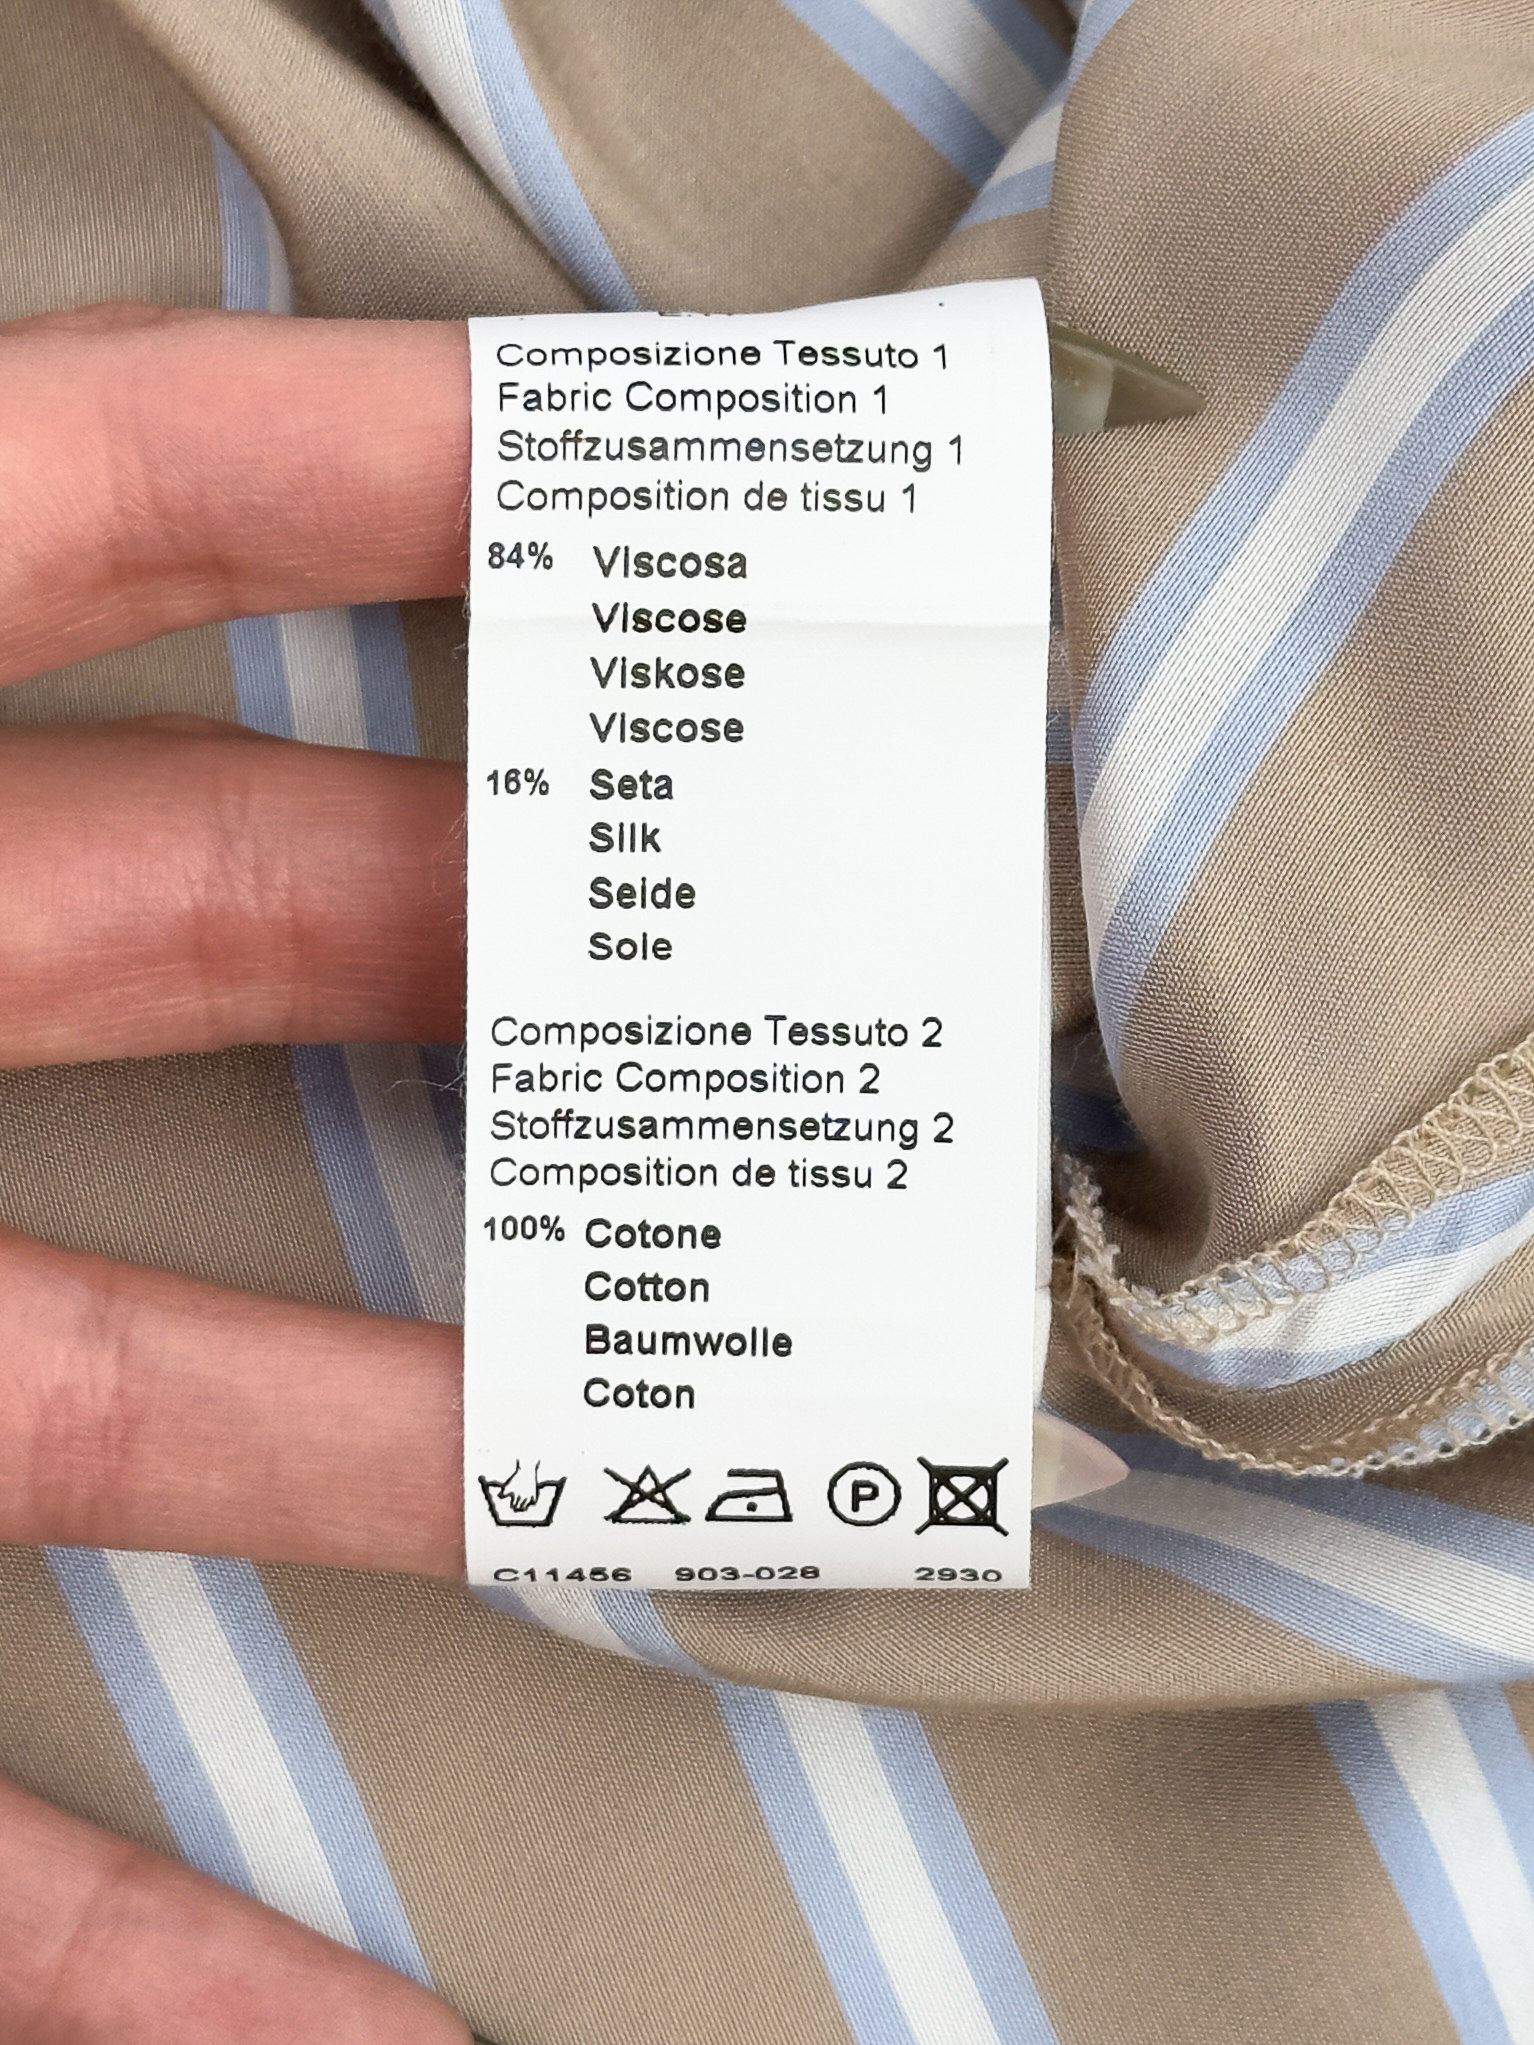 Composizione Tessuto 1
Fabric Composition 1
Stoffzusammensetzung 1
Composition de tissu 1
84% Viscosa
Viscose
Viskose
Viscose
16% Seta
Silk
Seide
Sole
Composizione Tessuto 2
Fabric Composition 2
Stoffzusammensetzung 2
Composition de tissu 2
100% Cotone
Cotton
Baumwolle
Coton
P
C11456 903-028 2930